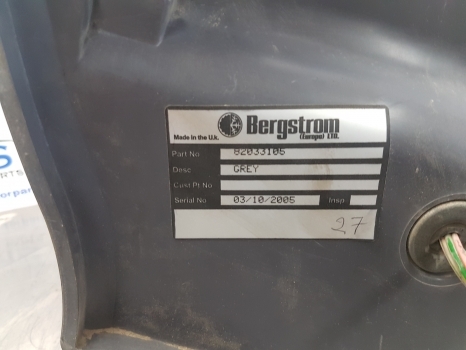 Bergstrom
Made in the U.K. (Europe) LTD.
Part No 82033106
Desc GREY
Cust Pt No
Serial No 03/10/2005 Insp
27